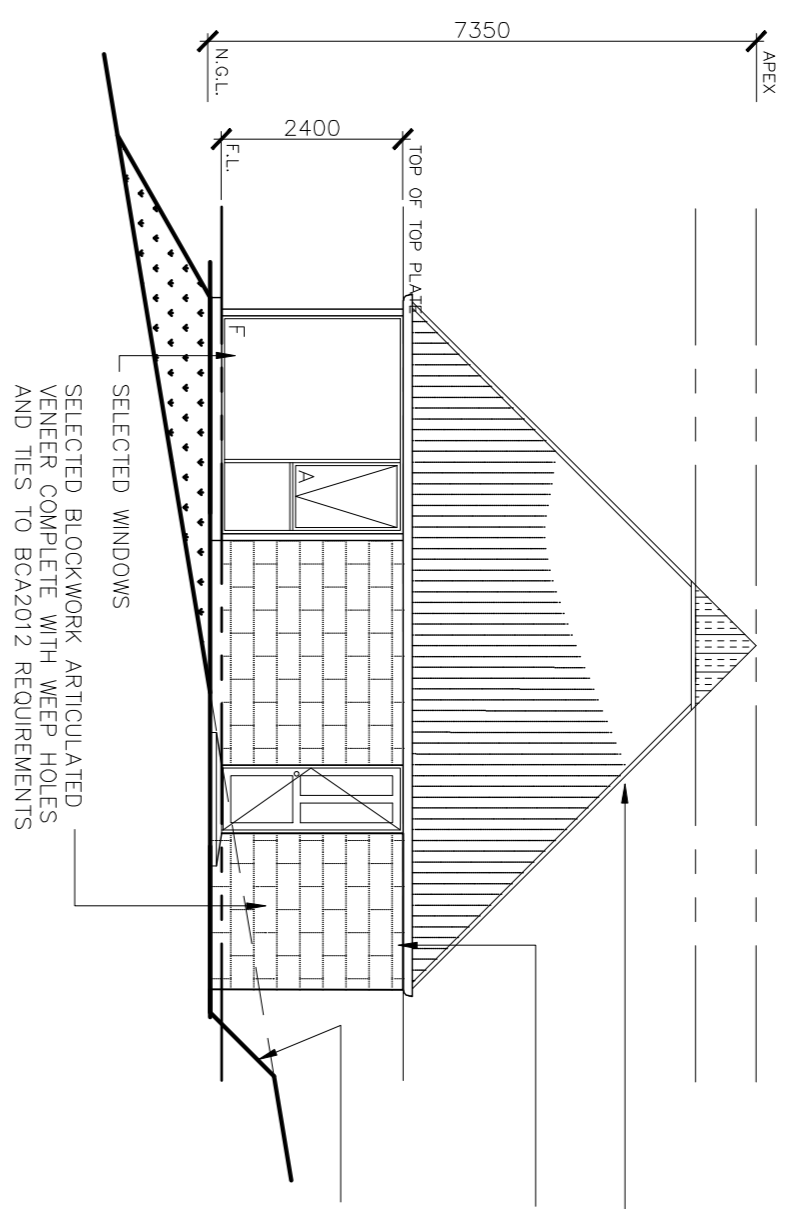 7350
APEX
N.G.L.
2400
TOP OF TOP PLATE
F.L.
F
A
SELECTED WINDOWS
SELECTED BLOCKWORK ARTICULATED
VENEER COMPLETE WITH WEEP HOLES
AND TIES TO BCA2012 REQUIREMENTS